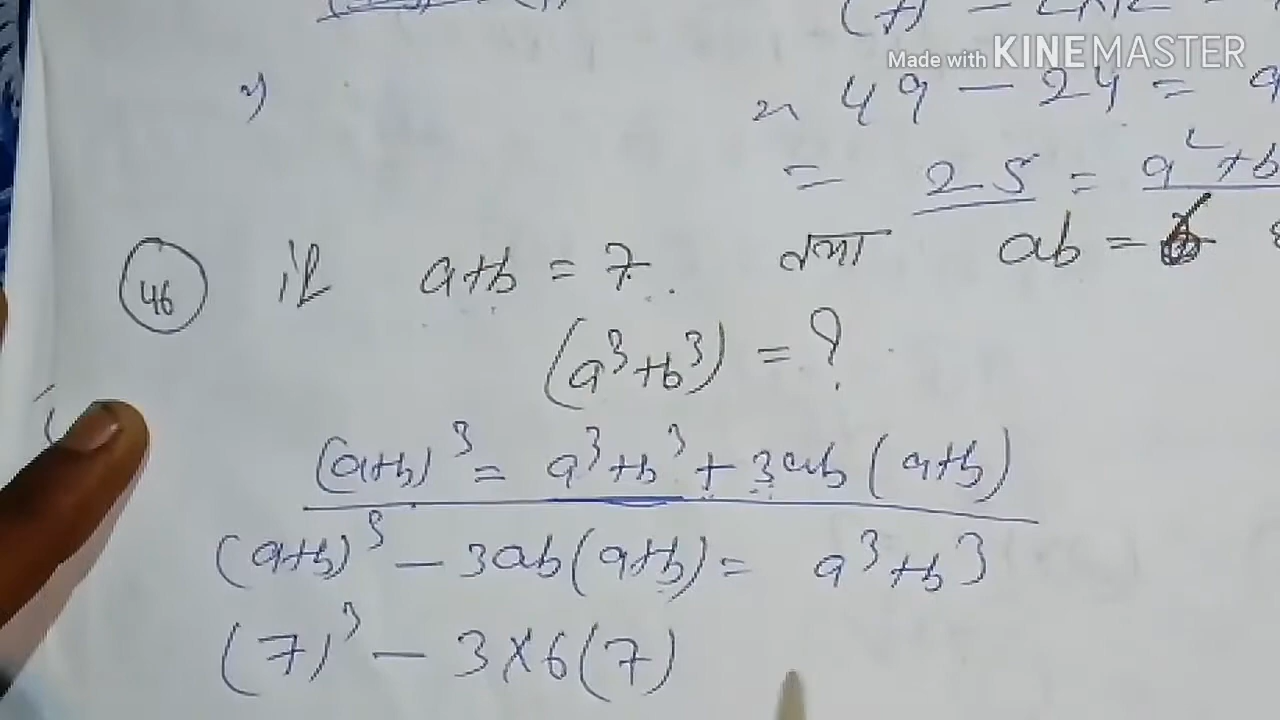 Made with KINEMASTER
49 - 24 =
= 25 = a² + b
46 if a+b = 7. तथा ab =
(a³+b³) = ?
(a+b)³ = a³+b³ + 3ab (a+b)
(a+b)³ - 3ab(a+b) = a³+b³
(7)³ - 3×6(7)